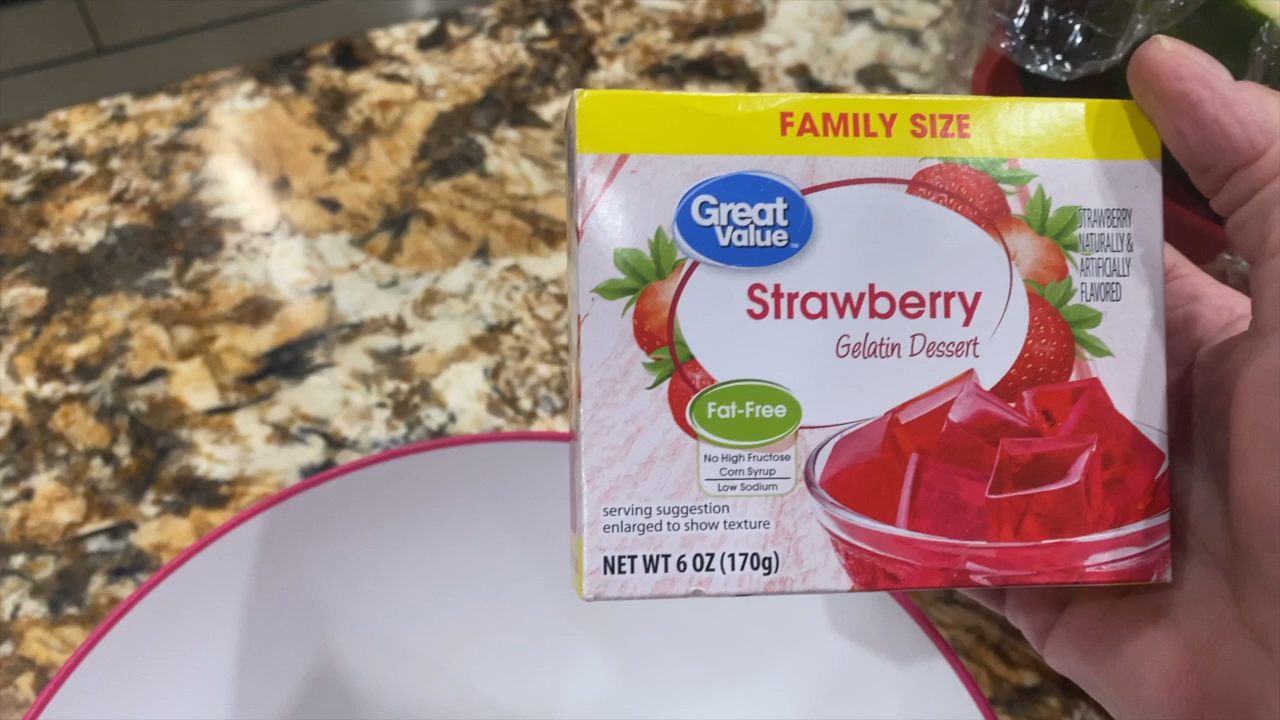 FAMILY SIZE
Great
Value™
Strawberry
Gelatin Dessert
STRAWBERRY
NATURALLY &
ARTIFICIALLY
FLAVORED
Fat-Free
No High Fructose
Corn Syrup
Low Sodium
serving suggestion
enlarged to show texture
NET WT 6 OZ (170g)